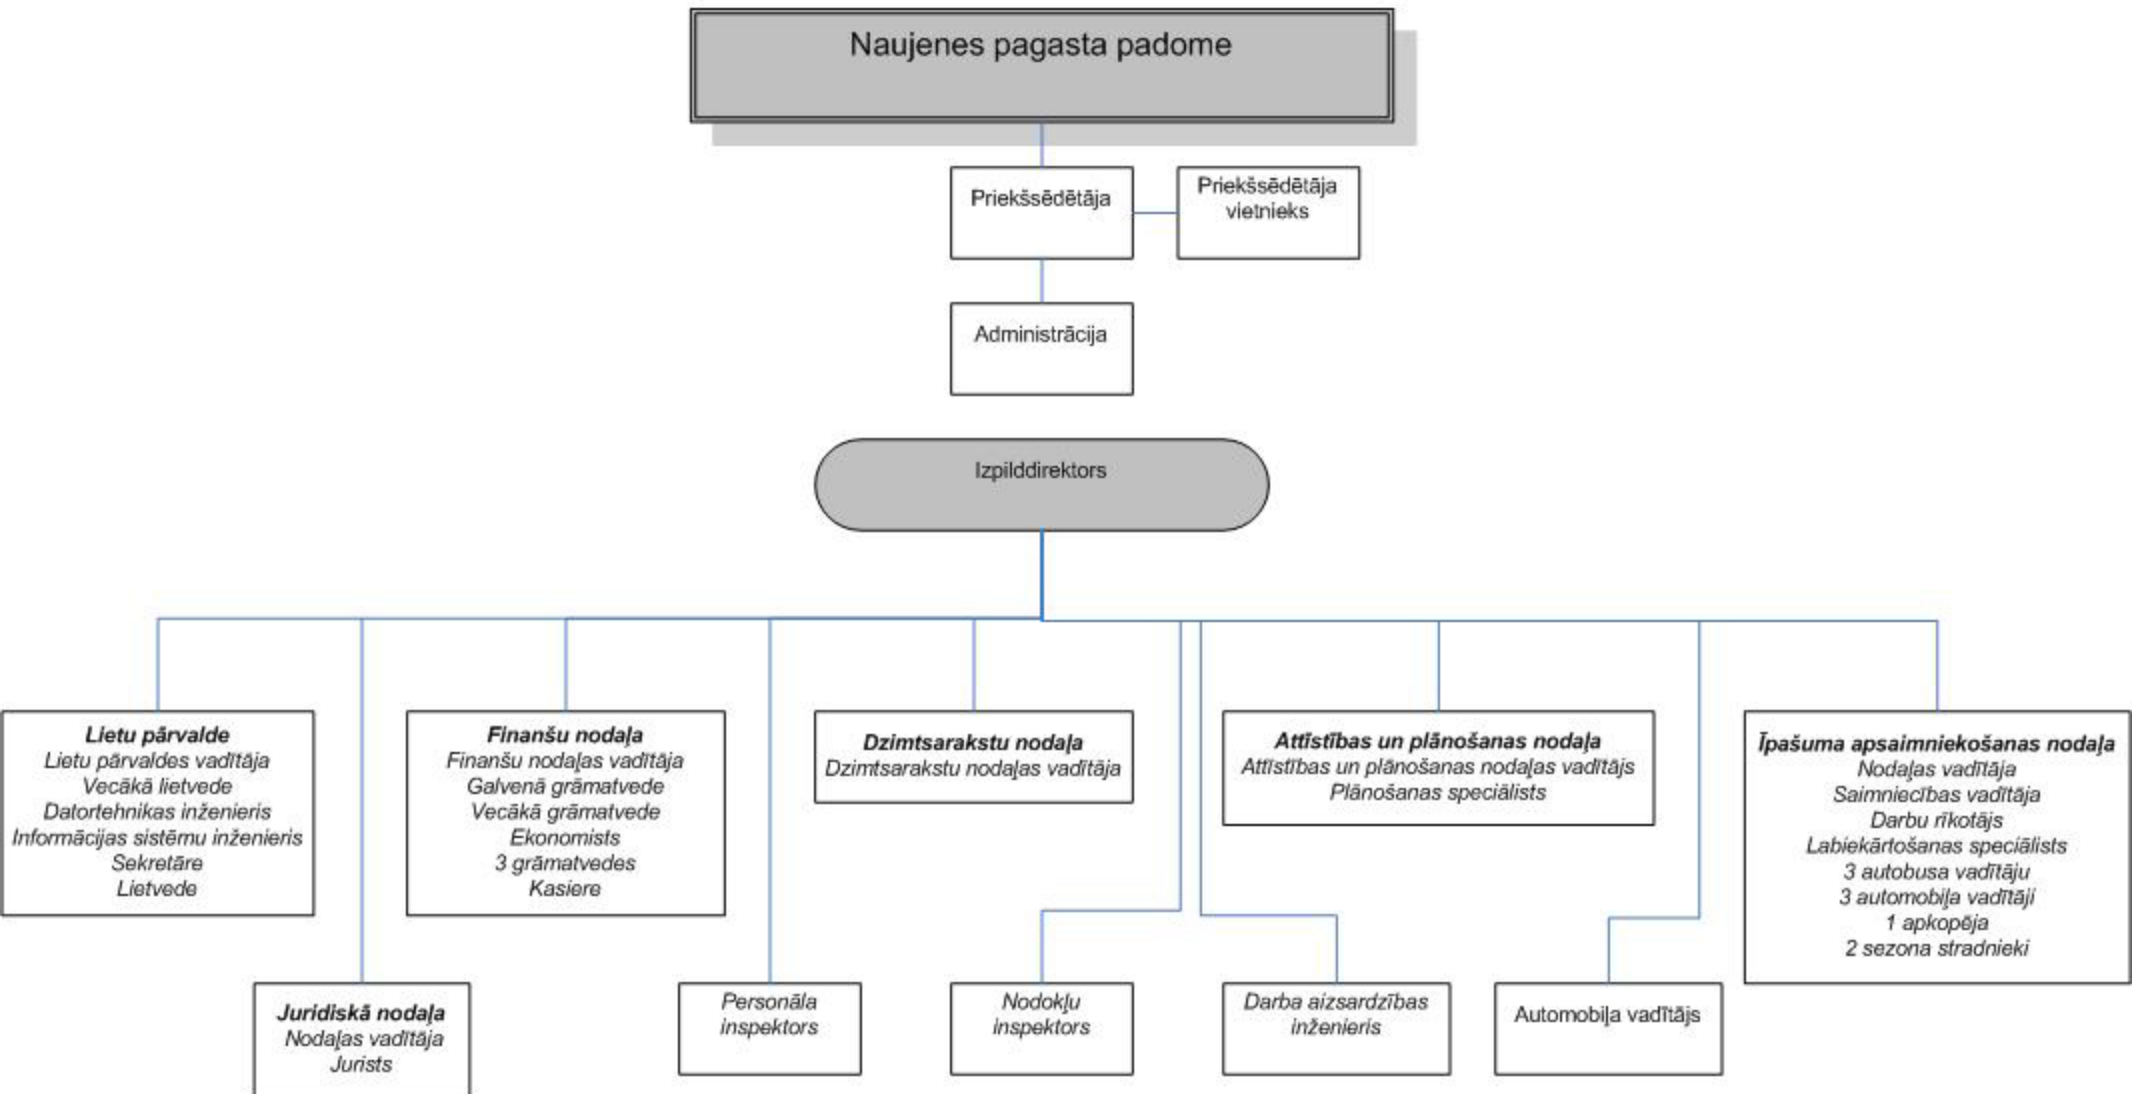 Naujenes pagasta padome
Priekšsēdētāja
Priekšsēdētāja
vietnieks
Administrācija
Izpilddirektors
Lietu pārvalde
Lietu pārvaldes vadītāja
Vecākā lietvede
Datortehnikas inženieris
Informācijas sistēmu inženieris
Sekretāre
Lietvede
Finanšu nodaļa
Finanšu nodaļas vadītāja
Galvenā grāmatvede
Vecākā grāmatvede
Ekonomists
3 grāmatvedes
Kasiere
Dzimtsarakstu nodaļa
Dzimtsarakstu nodaļas vadītāja
Attīstības un plānošanas nodaļa
Attīstības un plānošanas nodaļas vadītājs
Plānošanas speciālists
Īpašuma apsaimniekošanas nodaļa
Nodaļas vadītāja
Saimniecības vadītāja
Darbu rīkotājs
Labiekārtošanas speciālists
3 autobusa vadītāju
3 automobiļa vadītāji
1 apkopēja
2 sezona stradnieki
Juridiskā nodaļa
Nodaļas vadītāja
Jurists
Personāla
inspektors
Nodokļu
inspektors
Darba aizsardzības
inženieris
Automobiļa vadītājs